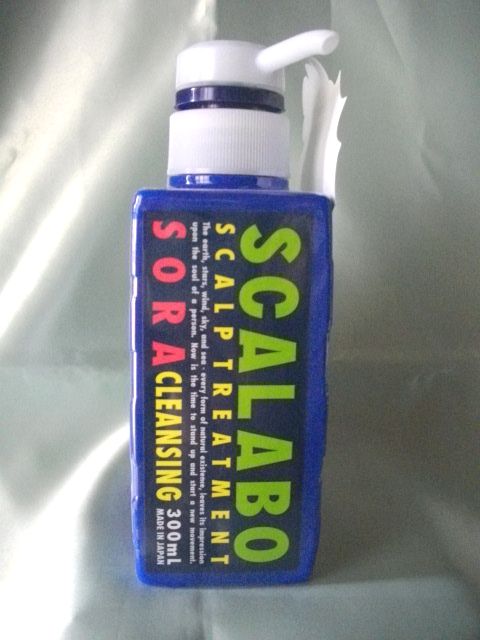 SCALABO
SCALP TREATMENT
The earth, stars, wind, sky, and sea - every form of natural existence, leaves its impression
upon the soul of a person. Now is the time to stand up and start a new movement.
SORA CLEANSING 300mL
MADE IN JAPAN